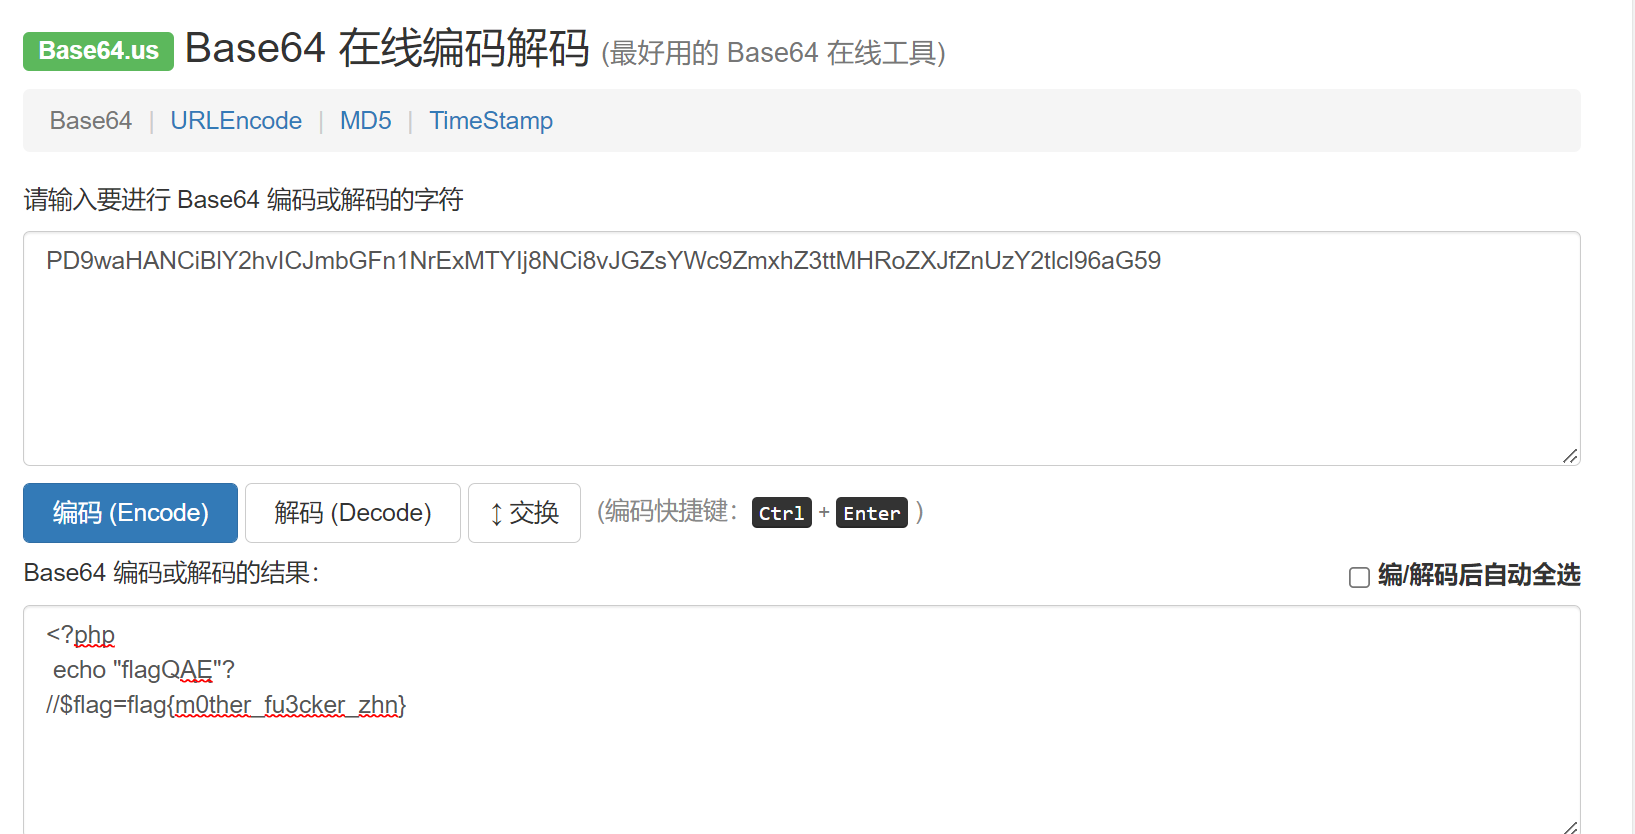 Base64.us Base64 在线编码解码 (最好用的 Base64 在线工具)
Base64 | URLEncode | MD5 | TimeStamp
请输入要进行 Base64 编码或解码的字符
PD9waHANCiBlY2hvICJmbGFn1NrExMTYIj8NCi8vJGZsYWc9ZmxhZ3ttMHRoZXJfZnUzY2tlcl96aG59
编码 (Encode) 解码 (Decode) ↕ 交换 (编码快捷键: Ctrl + Enter )
Base64 编码或解码的结果: 编/解码后自动全选
<?php
echo "flagQAE"?
//$flag=flag{m0ther_fu3cker_zhn}